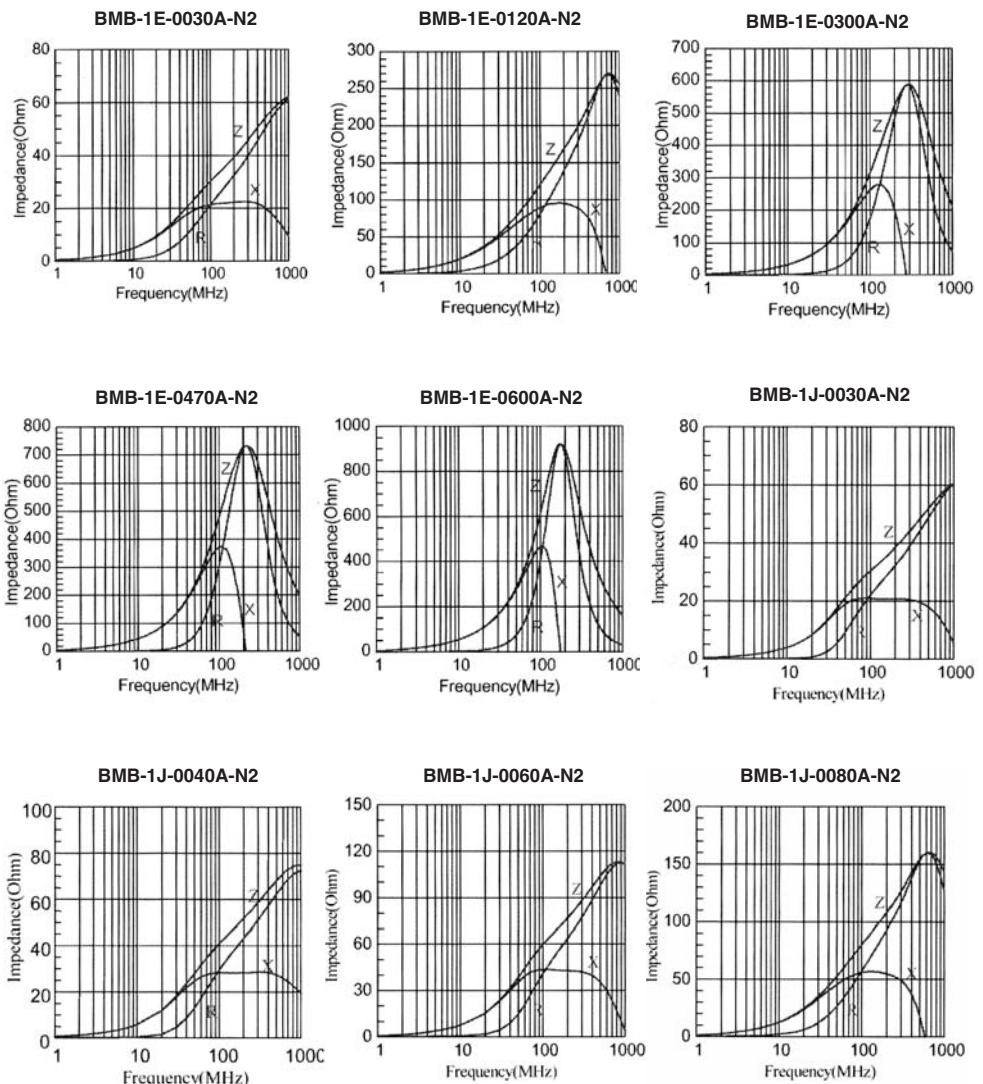 BMB-1E-0030A-N2
80
60
40
20
0
Impedance(Ohm)
Z
X
R
1 10 100 1000
Frequency(MHz)
BMB-1E-0120A-N2
300
250
200
150
100
50
0
Impedance(Ohm)
Z
X
1 10 100 1000
Frequency(MHz)
BMB-1E-0300A-N2
700
600
500
400
300
200
100
0
Impedance(Ohm)
Z
X
R
1 10 100 1000
Frequency(MHz)
BMB-1E-0470A-N2
800
700
600
500
400
300
200
100
0
Impedance(Ohm)
Z
R
X
1 10 100 1000
Frequency(MHz)
BMB-1E-0600A-N2
1000
800
600
400
200
0
Impedance(Ohm)
Z
X
R
1 10 100 1000
Frequency(MHz)
BMB-1J-0030A-N2
80
60
40
20
0
Impedance(Ohm)
Z
X
R
1 10 100 1000
Frequency(MHz)
BMB-1J-0040A-N2
100
80
60
40
20
0
Impedance(Ohm)
Z
X
R
1 10 100 1000
Frequency(MHz)
BMB-1J-0060A-N2
150
120
90
60
30
0
Impedance(Ohm)
Z
X
R
1 10 100 1000
Frequency(MHz)
BMB-1J-0080A-N2
200
150
100
50
0
Impedance(Ohm)
Z
X
R
1 10 100 1000
Frequency(MHz)